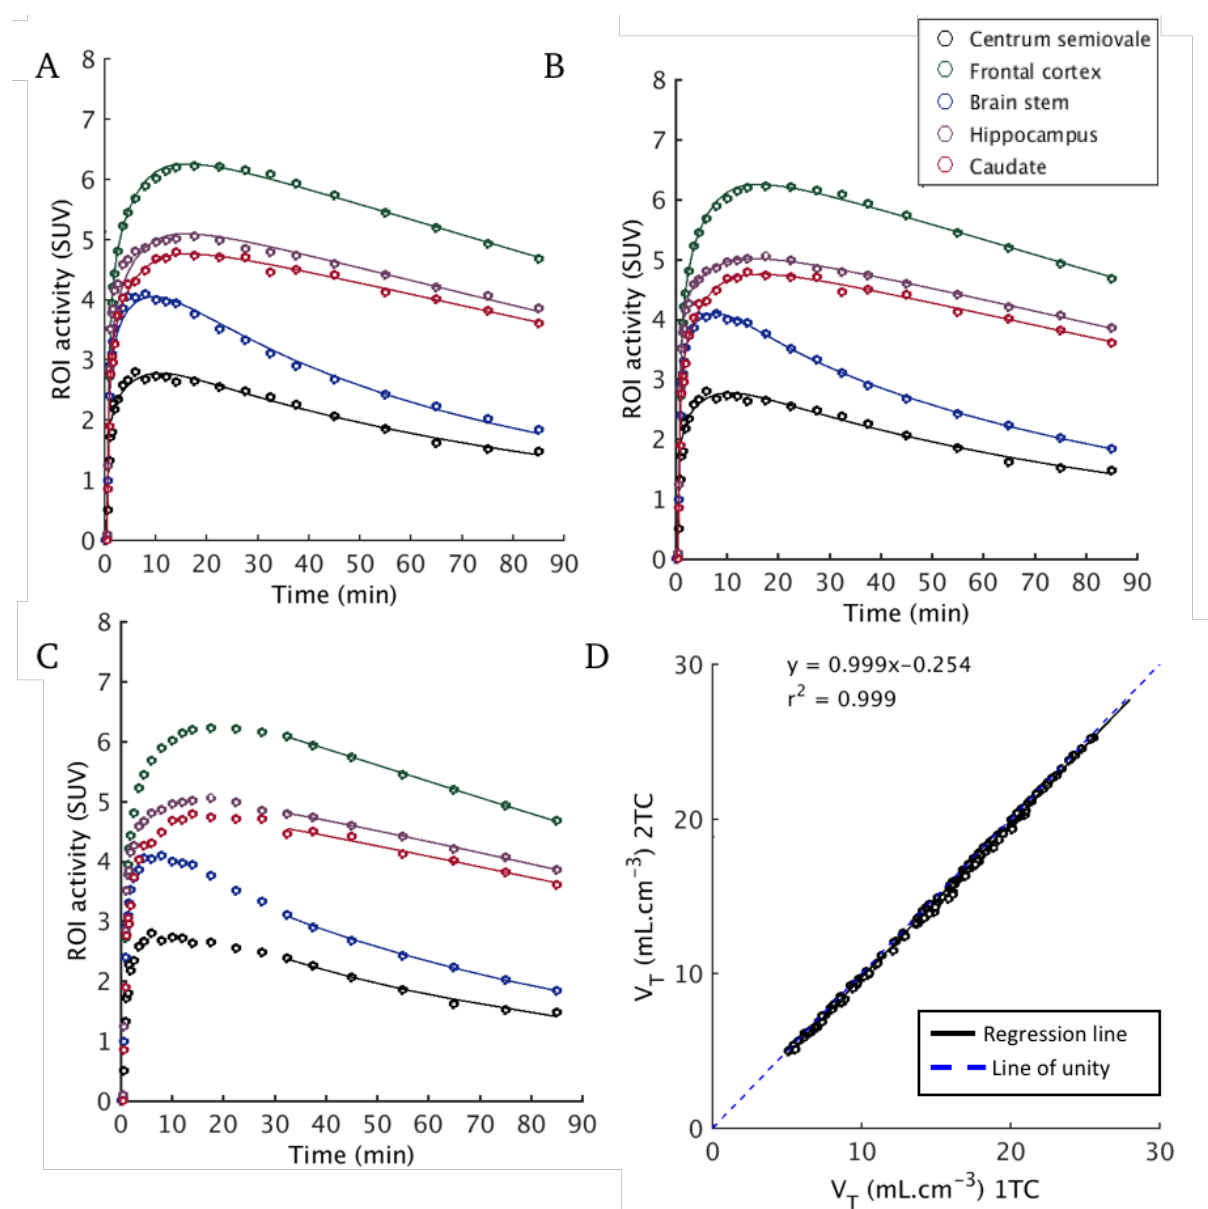 A
8
7
6
5
4
3
2
1
0
ROI activity (SUV)
0 10 20 30 40 50 60 70 80 90
Time (min)
B
Centrum semiovale
Frontal cortex
Brain stem
Hippocampus
Caudate
8
7
6
5
4
3
2
1
0
ROI activity (SUV)
0 10 20 30 40 50 60 70 80 90
Time (min)
C
8
7
6
5
4
3
2
1
0
ROI activity (SUV)
0 10 20 30 40 50 60 70 80 90
Time (min)
D
y = 0.999x−0.254
r² = 0.999
30
20
10
0
V_T (mL.cm⁻³) 2TC
Regression line
Line of unity
0 10 20 30
V_T (mL.cm⁻³) 1TC